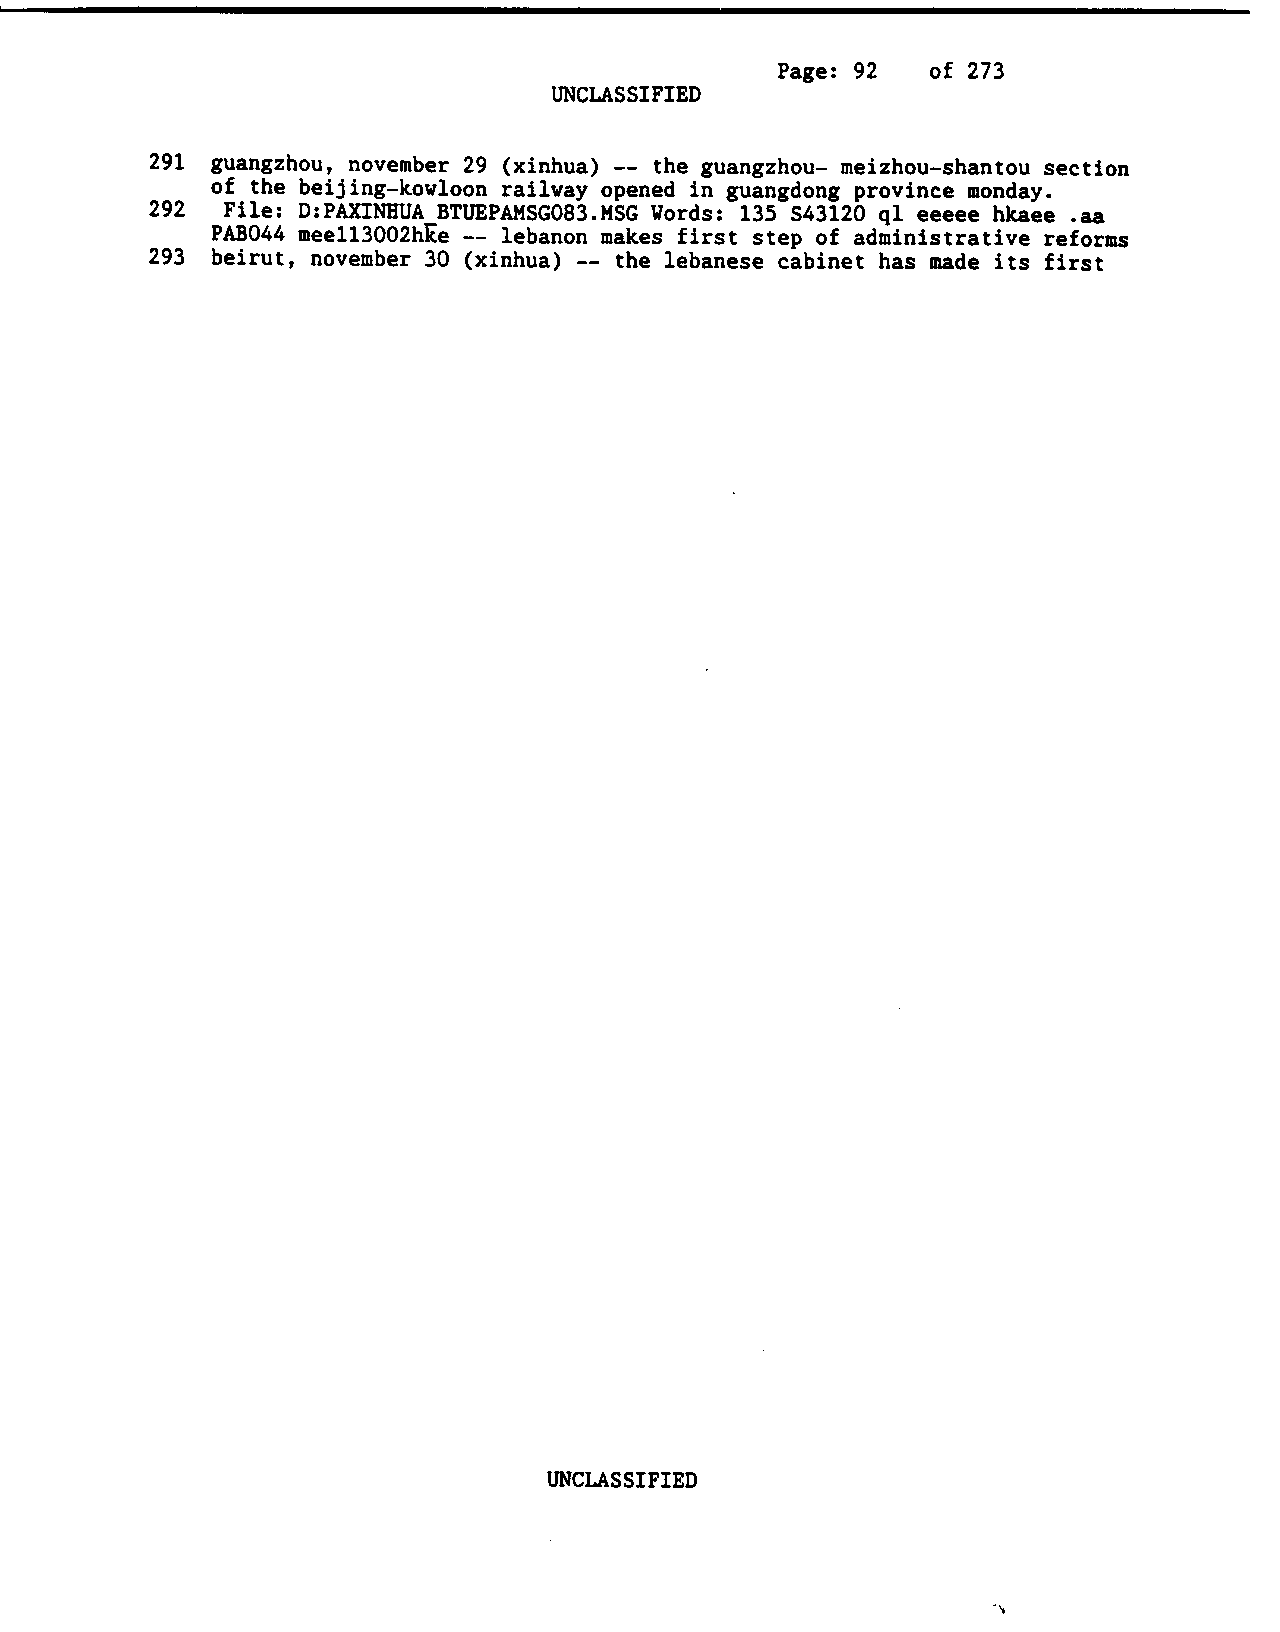 Page: 92 of 273
UNCLASSIFIED
291 guangzhou, november 29 (xinhua) -- the guangzhou- meizhou-shantou section
of the beijing-kowloon railway opened in guangdong province monday.
292 File: D:PAXINHUA_BTUEPAMSG083.MSG Words: 135 S43120 ql eeeee hkaee .aa
PAB044 meel13002hke -- lebanon makes first step of administrative reforms
293 beirut, november 30 (xinhua) -- the lebanese cabinet has made its first
UNCLASSIFIED